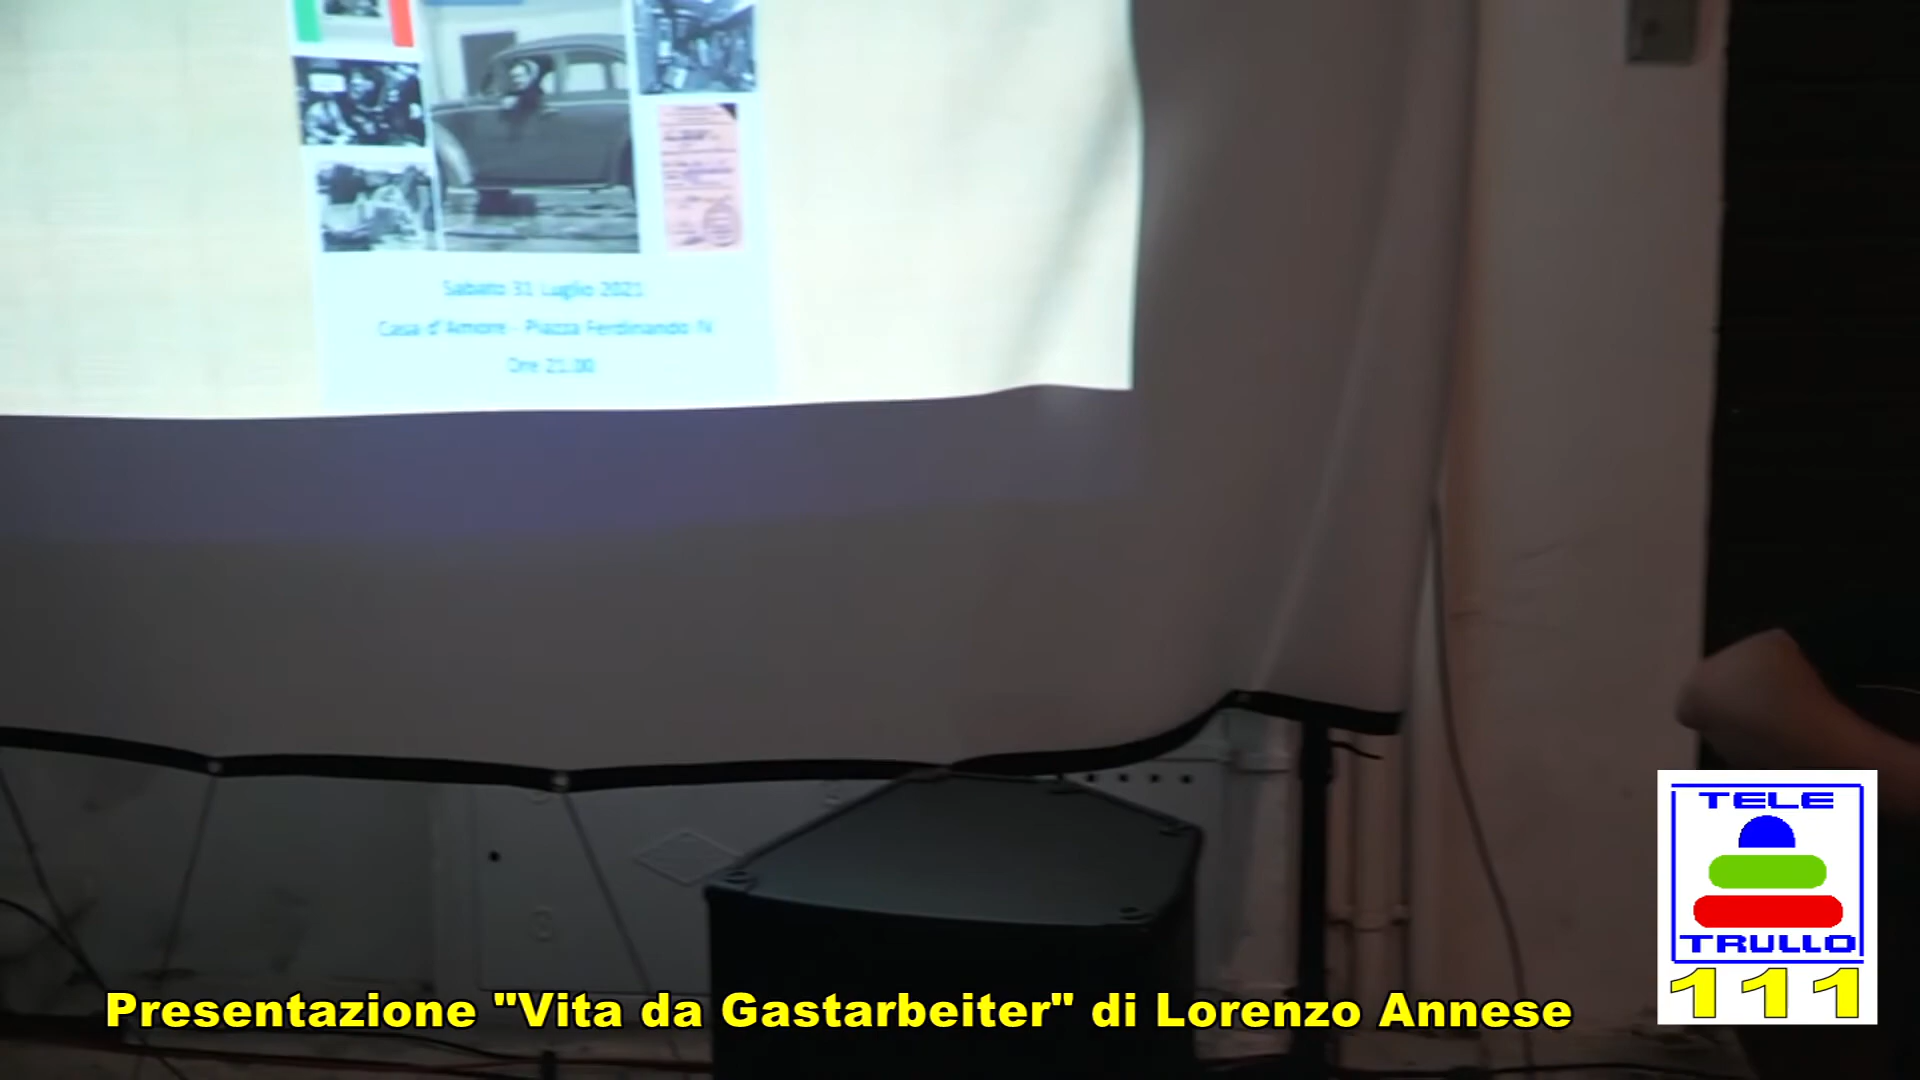 Sabato 31 Luglio 2021
Casa d'Amore - Piazza Ferdinando IV
Ore 21.00
TELE
TRULLO
111
Presentazione "Vita da Gastarbeiter" di Lorenzo Annese